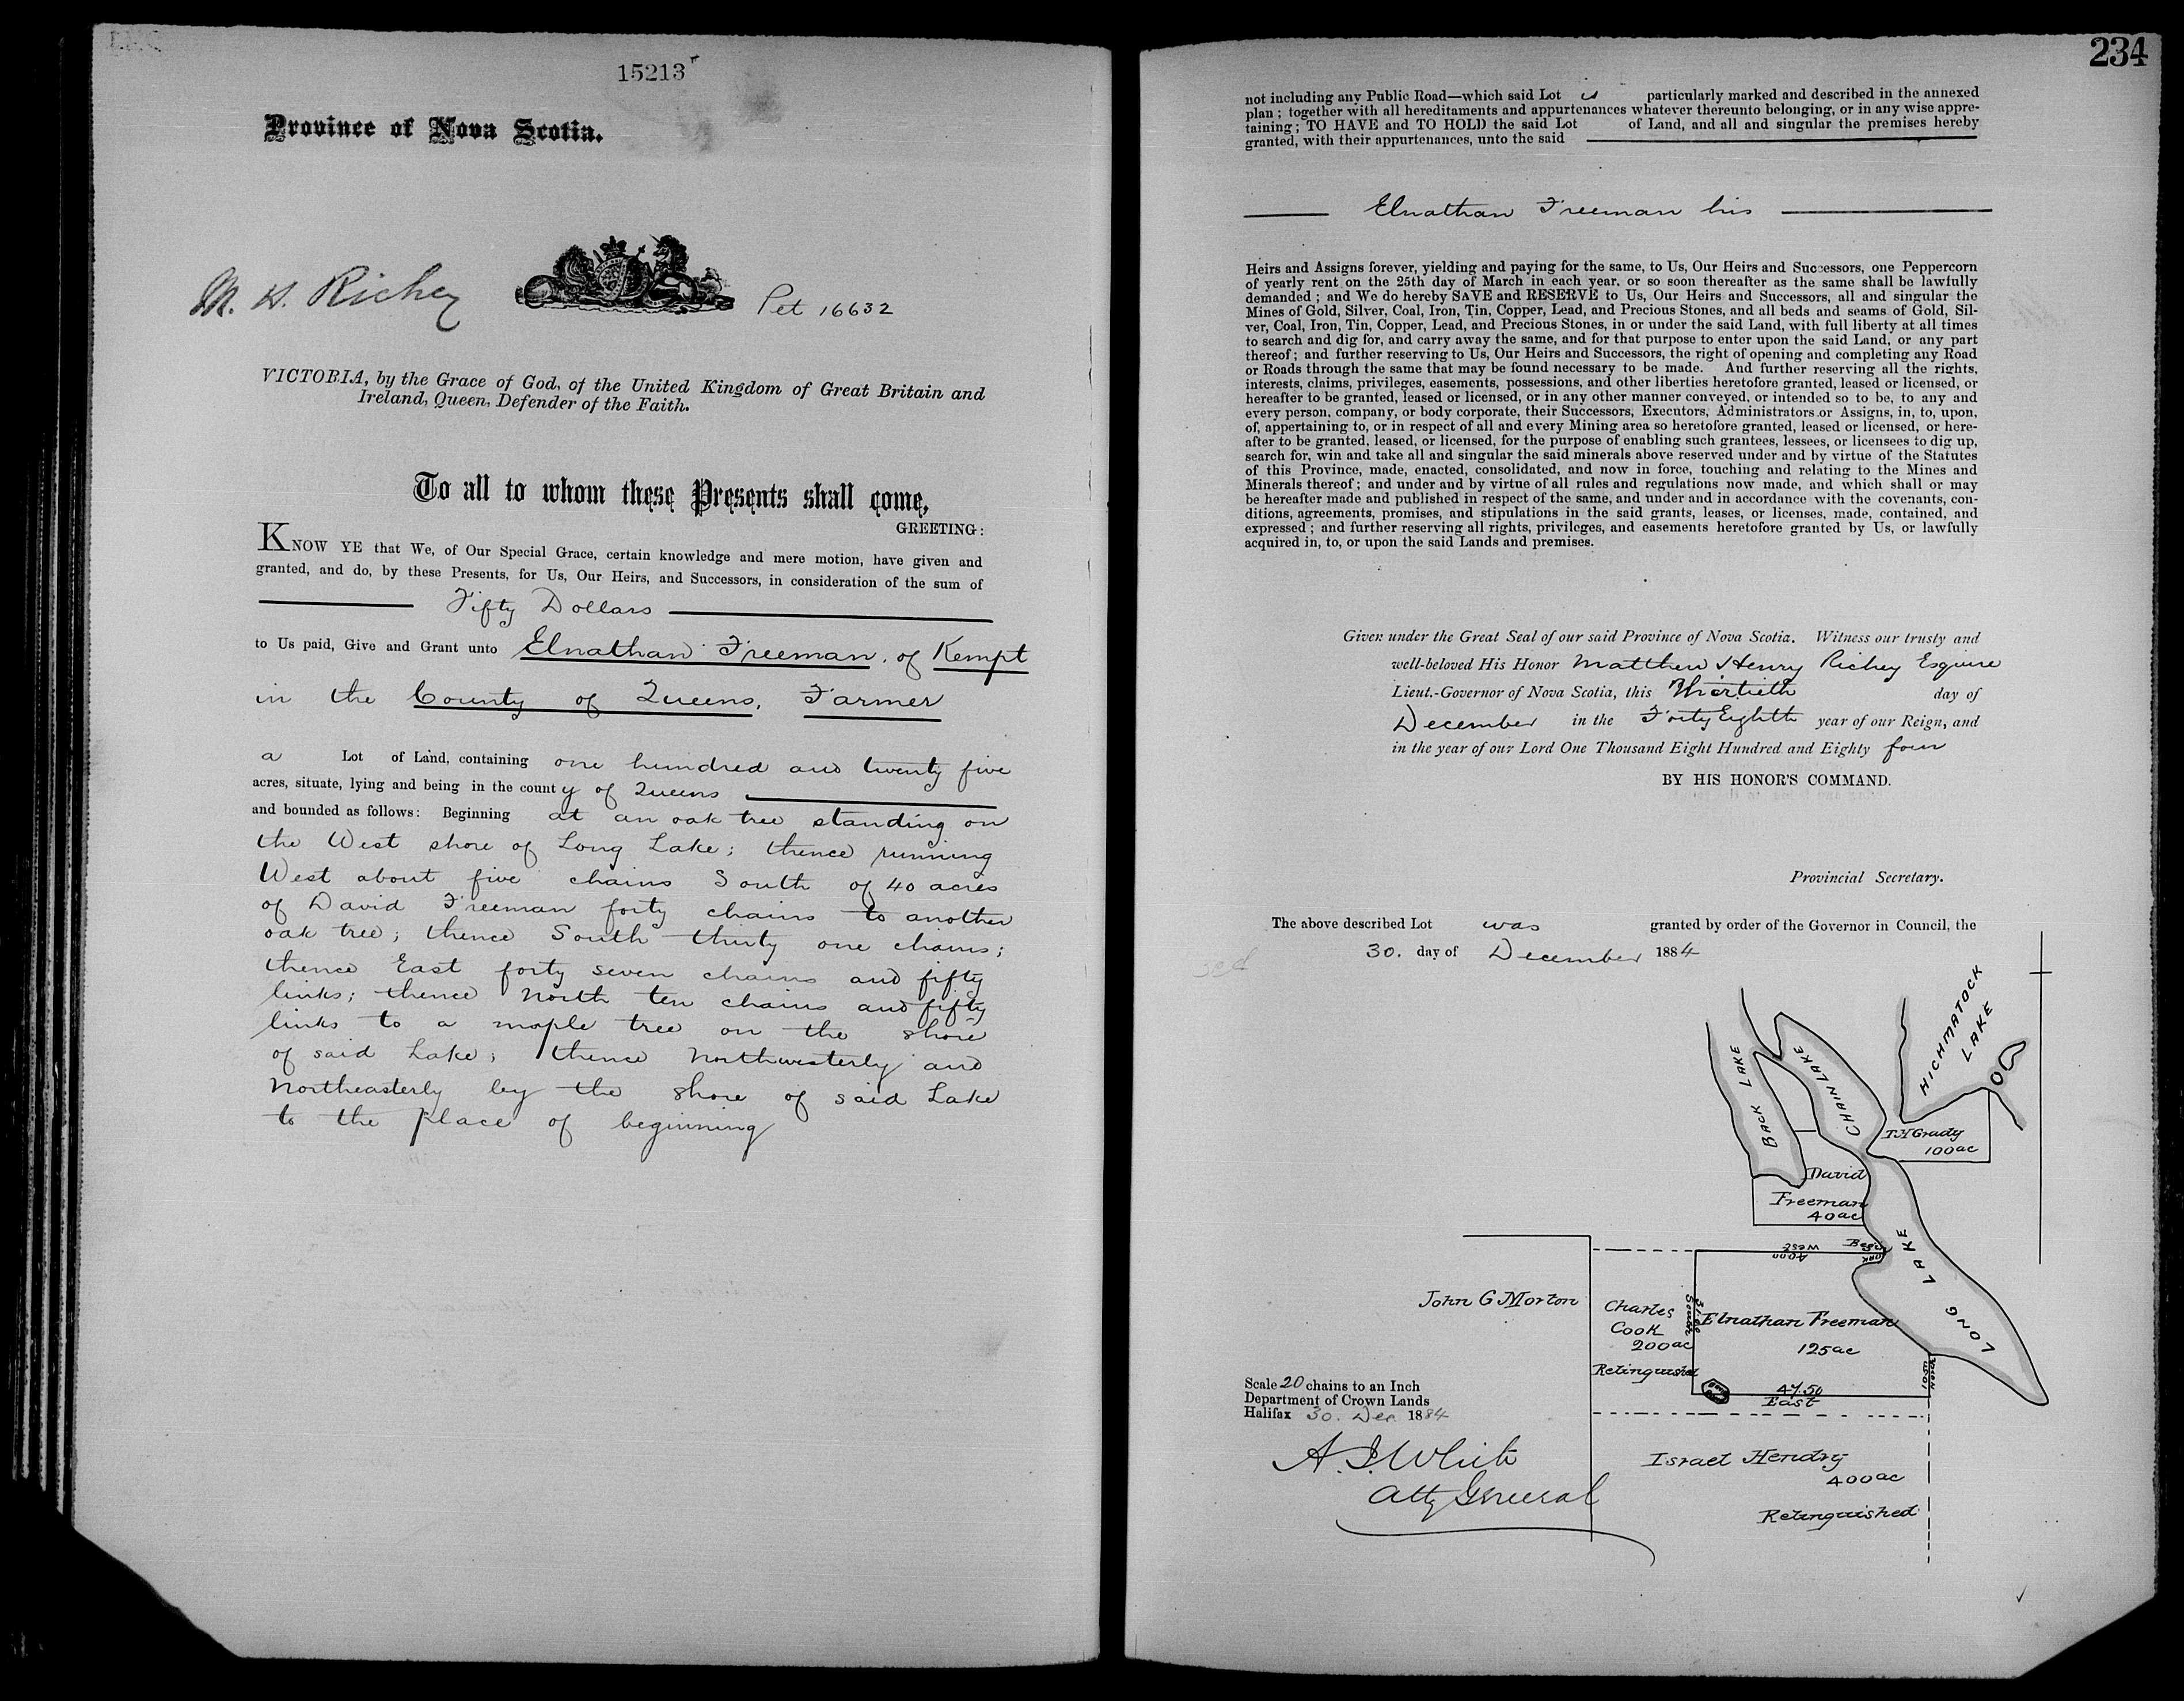 15213
Province of Nova Scotia.
M. H. Richey
Pet 16632
VICTORIA, by the Grace of God, of the United Kingdom of Great Britain and
Ireland, Queen, Defender of the Faith.
To all to whom these Presents shall come,
GREETING:
KNOW YE that We, of Our Special Grace, certain knowledge and mere motion, have given and
granted, and do, by these Presents, for Us, Our Heirs, and Successors, in consideration of the sum of
Fifty Dollars
to Us paid, Give and Grant unto Elnathan Freeman, of Kempt
in the County of Queens, Farmer
a Lot of Land, containing one hundred and twenty five
acres, situate, lying and being in the county of Queens
and bounded as follows: Beginning at an oak tree standing on
the West shore of Long Lake; thence running
West about five chains South of 40 acres
of David Freeman forty chains to another
oak tree; thence South thirty one chains;
thence East forty seven chains and fifty
links; thence North ten chains and fifty
links to a maple tree on the shore
of said Lake; thence Northwesterly and
Northeasterly by the shore of said Lake
to the place of beginning
234
not including any Public Road—which said Lot is particularly marked and described in the annexed
plan; together with all hereditaments and appurtenances whatever thereunto belonging, or in any wise appre-
taining; TO HAVE and TO HOLD the said Lot of Land, and all and singular the premises hereby
granted, with their appurtenances, unto the said
Elnathan Freeman his
Heirs and Assigns forever, yielding and paying for the same, to Us, Our Heirs and Successors, one Peppercorn
of yearly rent on the 25th day of March in each year, or so soon thereafter as the same shall be lawfully
demanded; and We do hereby SAVE and RESERVE to Us, Our Heirs and Successors, all and singular the
Mines of Gold, Silver, Coal, Iron, Tin, Copper, Lead, and Precious Stones, and all beds and seams of Gold, Sil-
ver, Coal, Iron, Tin, Copper, Lead, and Precious Stones, in or under the said Land, with full liberty at all times
to search and dig for, and carry away the same, and for that purpose to enter upon the said Land, or any part
thereof; and further reserving to Us, Our Heirs and Successors, the right of opening and completing any Road
or Roads through the same that may be found necessary to be made. And further reserving all the rights,
interests, claims, privileges, easements, possessions, and other liberties heretofore granted, leased or licensed, or
hereafter to be granted, leased or licensed, or in any other manner conveyed, or intended so to be, to any and
every person, company, or body corporate, their Successors, Executors, Administrators or Assigns, in, to, upon,
of, appertaining to, or in respect of all and every Mining area so heretofore granted, leased or licensed, or here-
after to be granted, leased, or licensed, for the purpose of enabling such grantees, lessees, or licensees to dig up,
search for, win and take all and singular the said minerals above reserved under and by virtue of the Statutes
of this Province, made, enacted, consolidated, and now in force, touching and relating to the Mines and
Minerals thereof; and under and by virtue of all rules and regulations now made, and which shall or may
be hereafter made and published in respect of the same, and under and in accordance with the covenants, con-
ditions, agreements, promises, and stipulations in the said grants, leases, or licenses, made, contained, and
expressed; and further reserving all rights, privileges, and easements heretofore granted by Us, or lawfully
acquired in, to, or upon the said Lands and premises.
Given under the Great Seal of our said Province of Nova Scotia. Witness our trusty and
well-beloved His Honor Matthew Henry Richey Esquire
Lieut.-Governor of Nova Scotia, this Thirtieth day of
December in the Forty Eighth year of our Reign, and
in the year of our Lord One Thousand Eight Hundred and Eighty four
BY HIS HONOR'S COMMAND.
Provincial Secretary.
The above described Lot was granted by order of the Governor in Council, the
30. day of December 1884
HICHMATOCK
LAKE
BACK LAKE
CHAIN LAKE
T. H Grady
100 ac
David
Freeman
40 ac
West
4000
Beg
Oak
LONG LAKE
John G Morton
Charles
Cook
200 ac
Relinquished
South
Elnathan Freeman
125 ac
47.50
East
North
10.50
Scale 20 chains to an Inch
Department of Crown Lands
Halifax 30. Dec. 1884
A. J. White
Atty General
Israel Hendry
400 ac
Relinquished